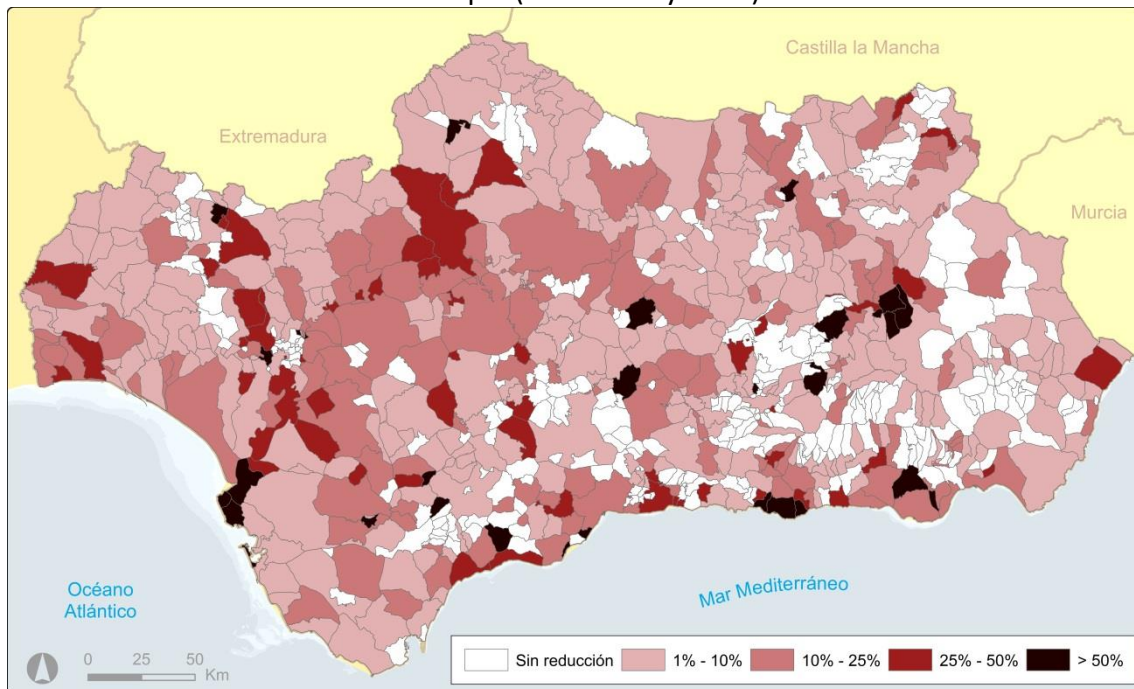 Castilla la Mancha
Extremadura
Murcia
Océano
Atlántico
Mar Mediterráneo
0 25 50
Km
Sin reducción 1% - 10% 10% - 25% 25% - 50% > 50%